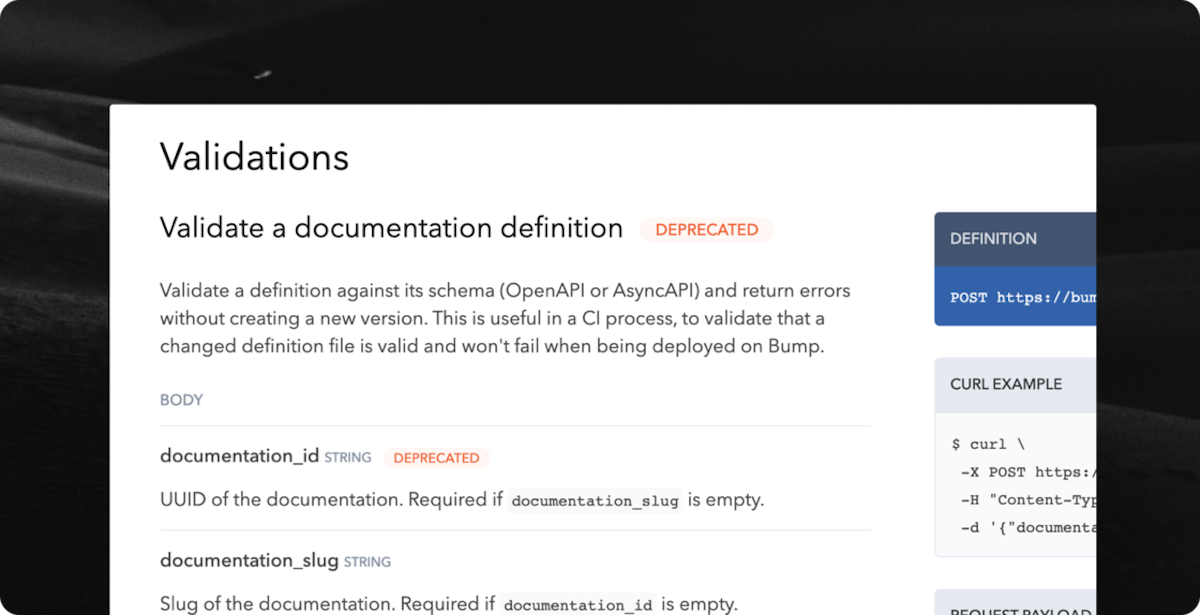 Validations
Validate a documentation definition DEPRECATED
Validate a definition against its schema (OpenAPI or AsyncAPI) and return errors
without creating a new version. This is useful in a CI process, to validate that a
changed definition file is valid and won't fail when being deployed on Bump.
BODY
documentation_id STRING DEPRECATED
UUID of the documentation. Required if documentation_slug is empty.
documentation_slug STRING
Slug of the documentation. Required if documentation_id is empty.
DEFINITION
POST https://bum
CURL EXAMPLE
$ curl \
-X POST https:/
-H "Content-Typ
-d '{"documenta
REQUEST PAYLOAD